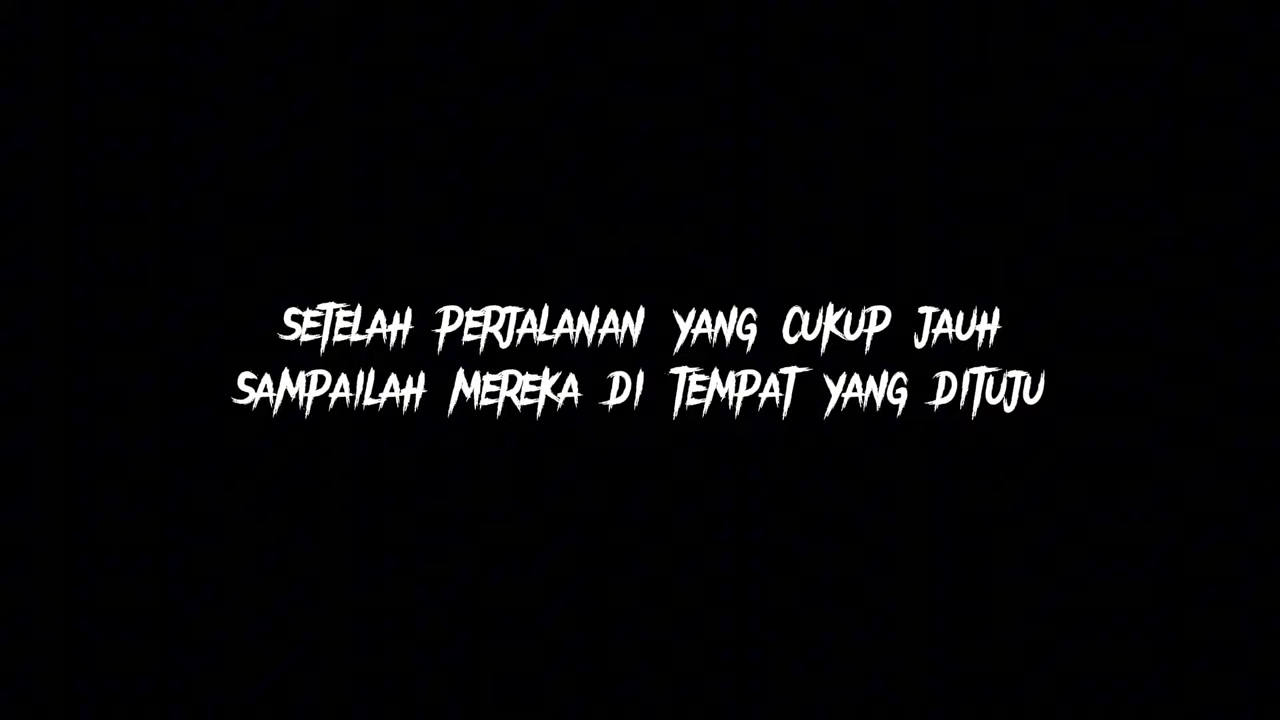 SETELAH PERJALANAN YANG CUKUP JAUH
SAMPAILAH MEREKA DI TEMPAT YANG DITUJU